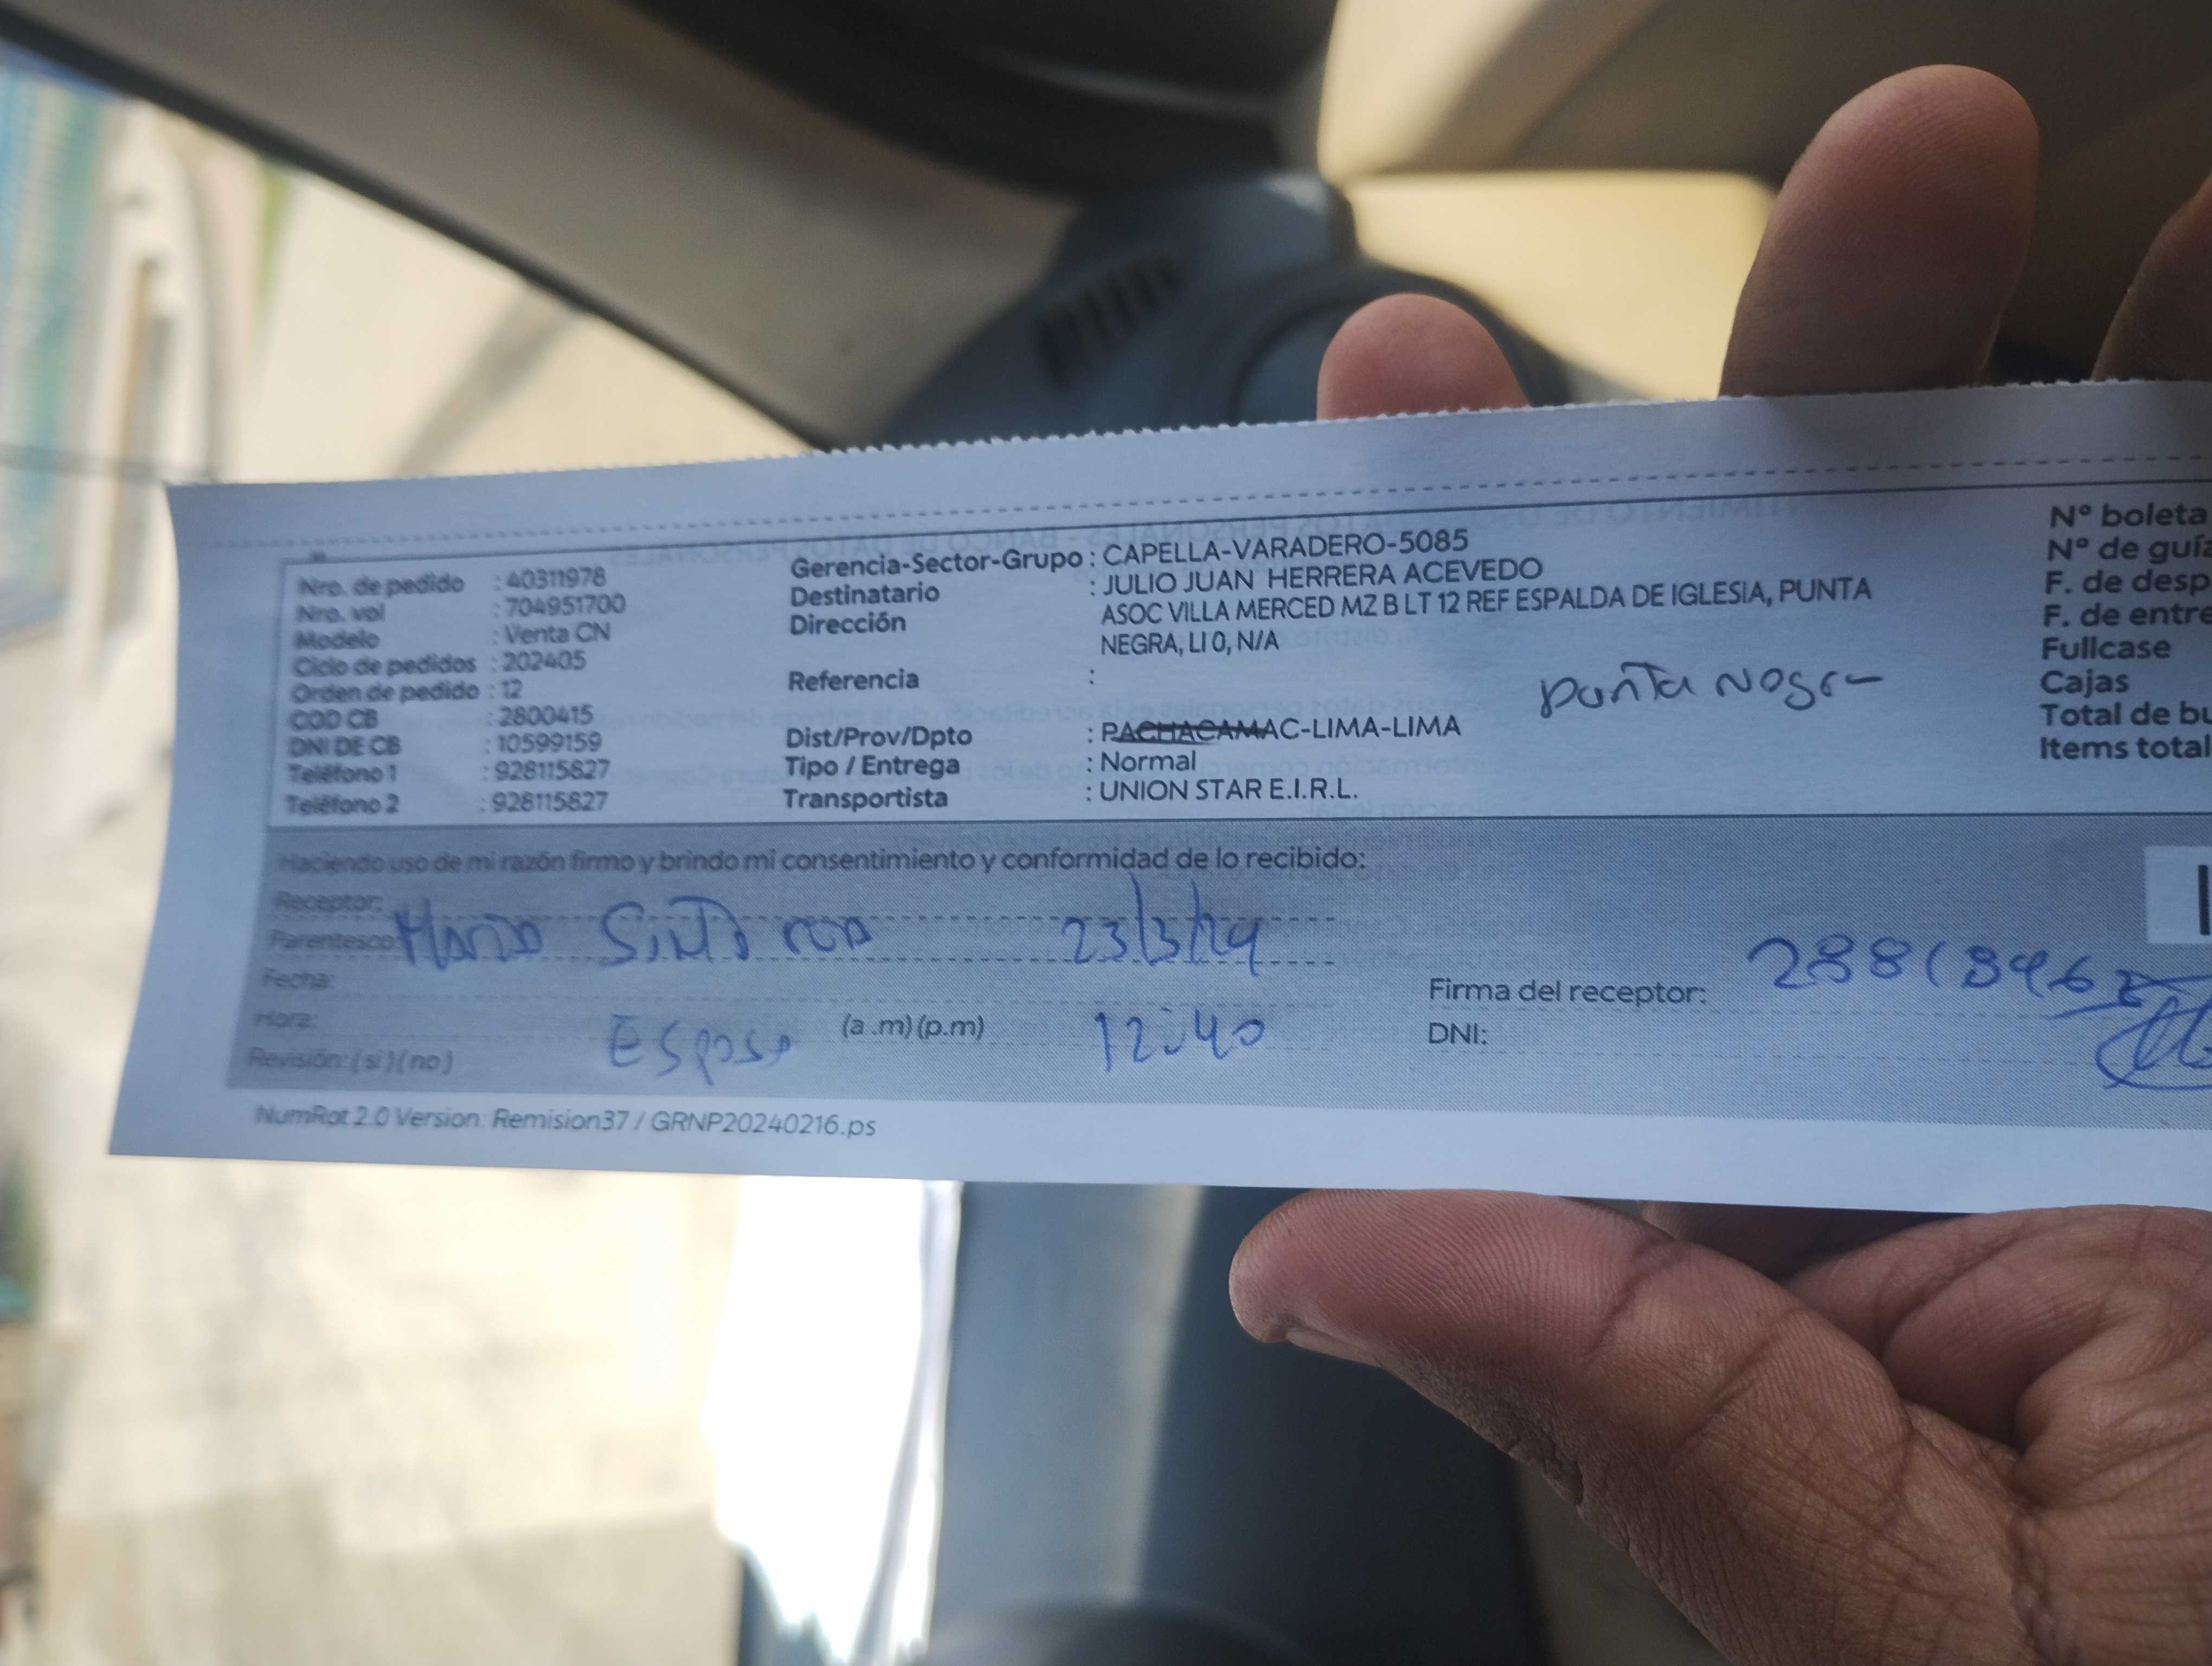 Nro. de pedido : 40311978
Nro. vol : 704951700
Modelo : Venta CN
Ciclo de pedidos : 202405
Orden de pedido : 12
COD CB : 2800415
DNI DE CB : 10599159
Teléfono 1 : 928115827
Teléfono 2 : 928115827
Gerencia-Sector-Grupo : CAPELLA-VARADERO-5085
Destinatario : JULIO JUAN HERRERA ACEVEDO
Dirección ASOC VILLA MERCED MZ B LT 12 REF ESPALDA DE IGLESIA, PUNTA
NEGRA, LI 0, N/A
Referencia :
Punta Negra
Dist/Prov/Dpto : PACHACAMAC-LIMA-LIMA
Tipo / Entrega : Normal
Transportista : UNION STAR E.I.R.L.
Nº boleta
Nº de guía
F. de desp
F. de entre
Fullcase
Cajas
Total de bu
Items total
Haciendo uso de mi razón firmo y brindo mi consentimiento y conformidad de lo recibido:
Receptor:
Parentesco: 23/3/24
Fecha:
Hora: Esposo (a.m) (p.m) 12:40
Revisión: (si) (no)
Firma del receptor:
DNI:
NumRot 2.0 Version: Remision37 / GRNP20240216.ps